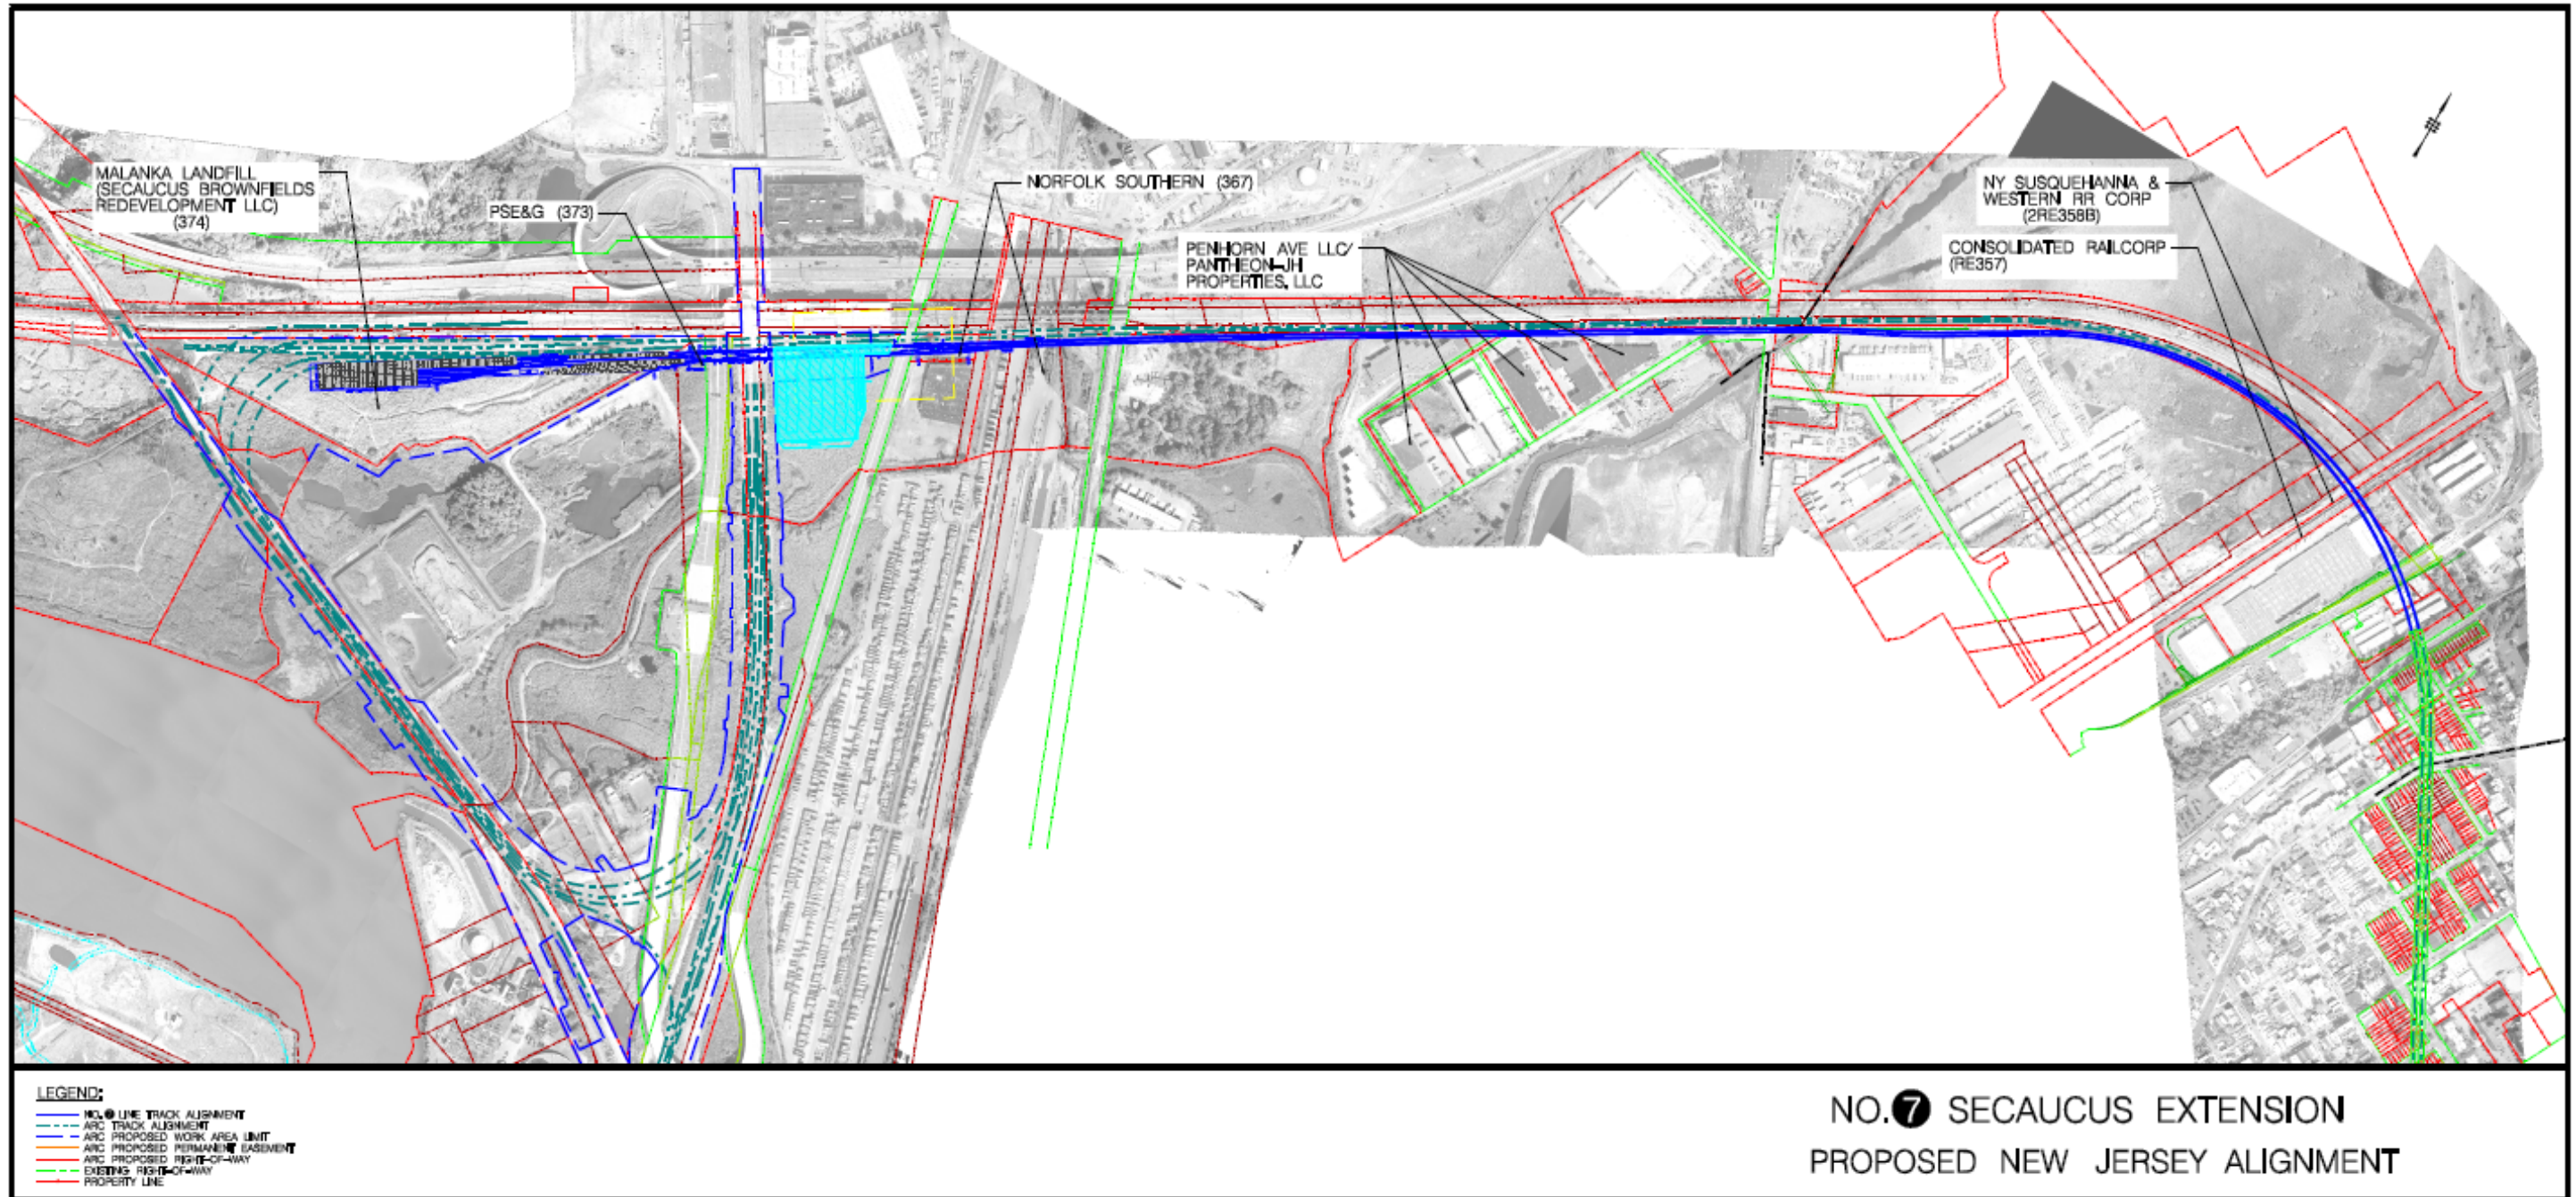 MALANKA LANDFILL
(SECAUCUS BROWNFIELDS
REDEVELOPMENT LLC)
(374)
PSE&G (373)
NORFOLK SOUTHERN (367)
PENHORN AVE LLC/
PANTHEON-JH
PROPERTIES, LLC
NY SUSQUEHANNA &
WESTERN RR CORP
(2RE358B)
CONSOLIDATED RAILCORP
(RE357)
LEGEND:
NO. 7 LINE TRACK ALIGNMENT
ARC TRACK ALIGNMENT
ARC PROPOSED WORK AREA LIMIT
ARC PROPOSED PERMANENT EASEMENT
ARC PROPOSED RIGHT-OF-WAY
EXISTING RIGHT-OF-WAY
PROPERTY LINE
NO. 7 SECAUCUS EXTENSION
PROPOSED NEW JERSEY ALIGNMENT